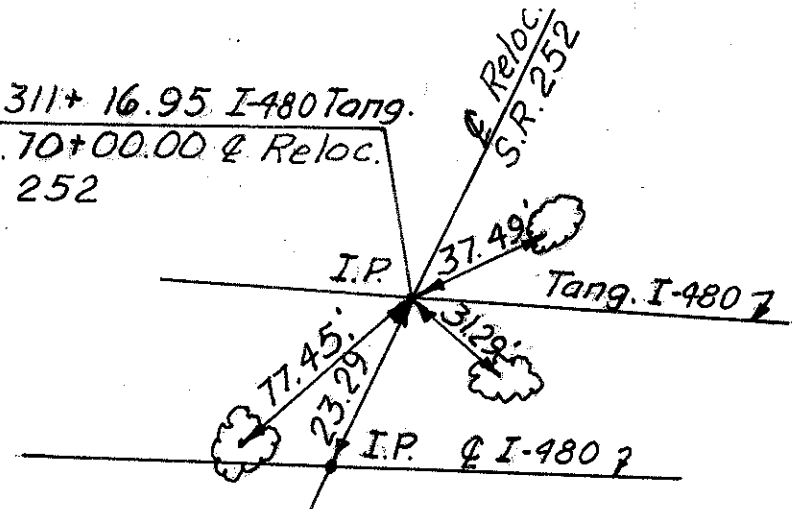 ℄ Reloc.
S.R. 252
311+ 16.95 I-480 Tang.
. 70+00.00 ℄ Reloc.
252
37.49'
I.P.
Tang. I-480
31.29'
77.45'
23.29
I.P. ℄ I-480